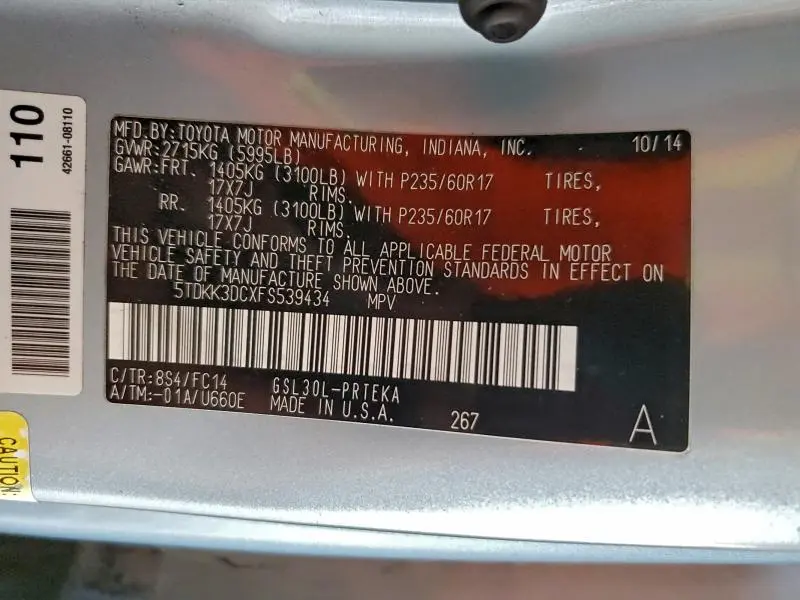 MFD.BY:TOYOTA MOTOR MANUFACTURING, INDIANA, INC. 10/14
GVWR:2715KG (5995LB)
GAWR:FRT. 1405KG (3100LB) WITH P235/60R17 TIRES,
17X7J RIMS.
RR. 1405KG (3100LB) WITH P235/60R17 TIRES,
17X7J RIMS.
THIS VEHICLE CONFORMS TO ALL APPLICABLE FEDERAL MOTOR
VEHICLE SAFETY AND THEFT PREVENTION STANDARDS IN EFFECT ON
THE DATE OF MANUFACTURE SHOWN ABOVE.
5TDKK3DCXFS539434 MPV
C/TR:8S4/FC14 GSL30L-PRTEKA
A/TM:-01A/U660E MADE IN U.S.A. 267 A
110
42661-08110
CAUTION: